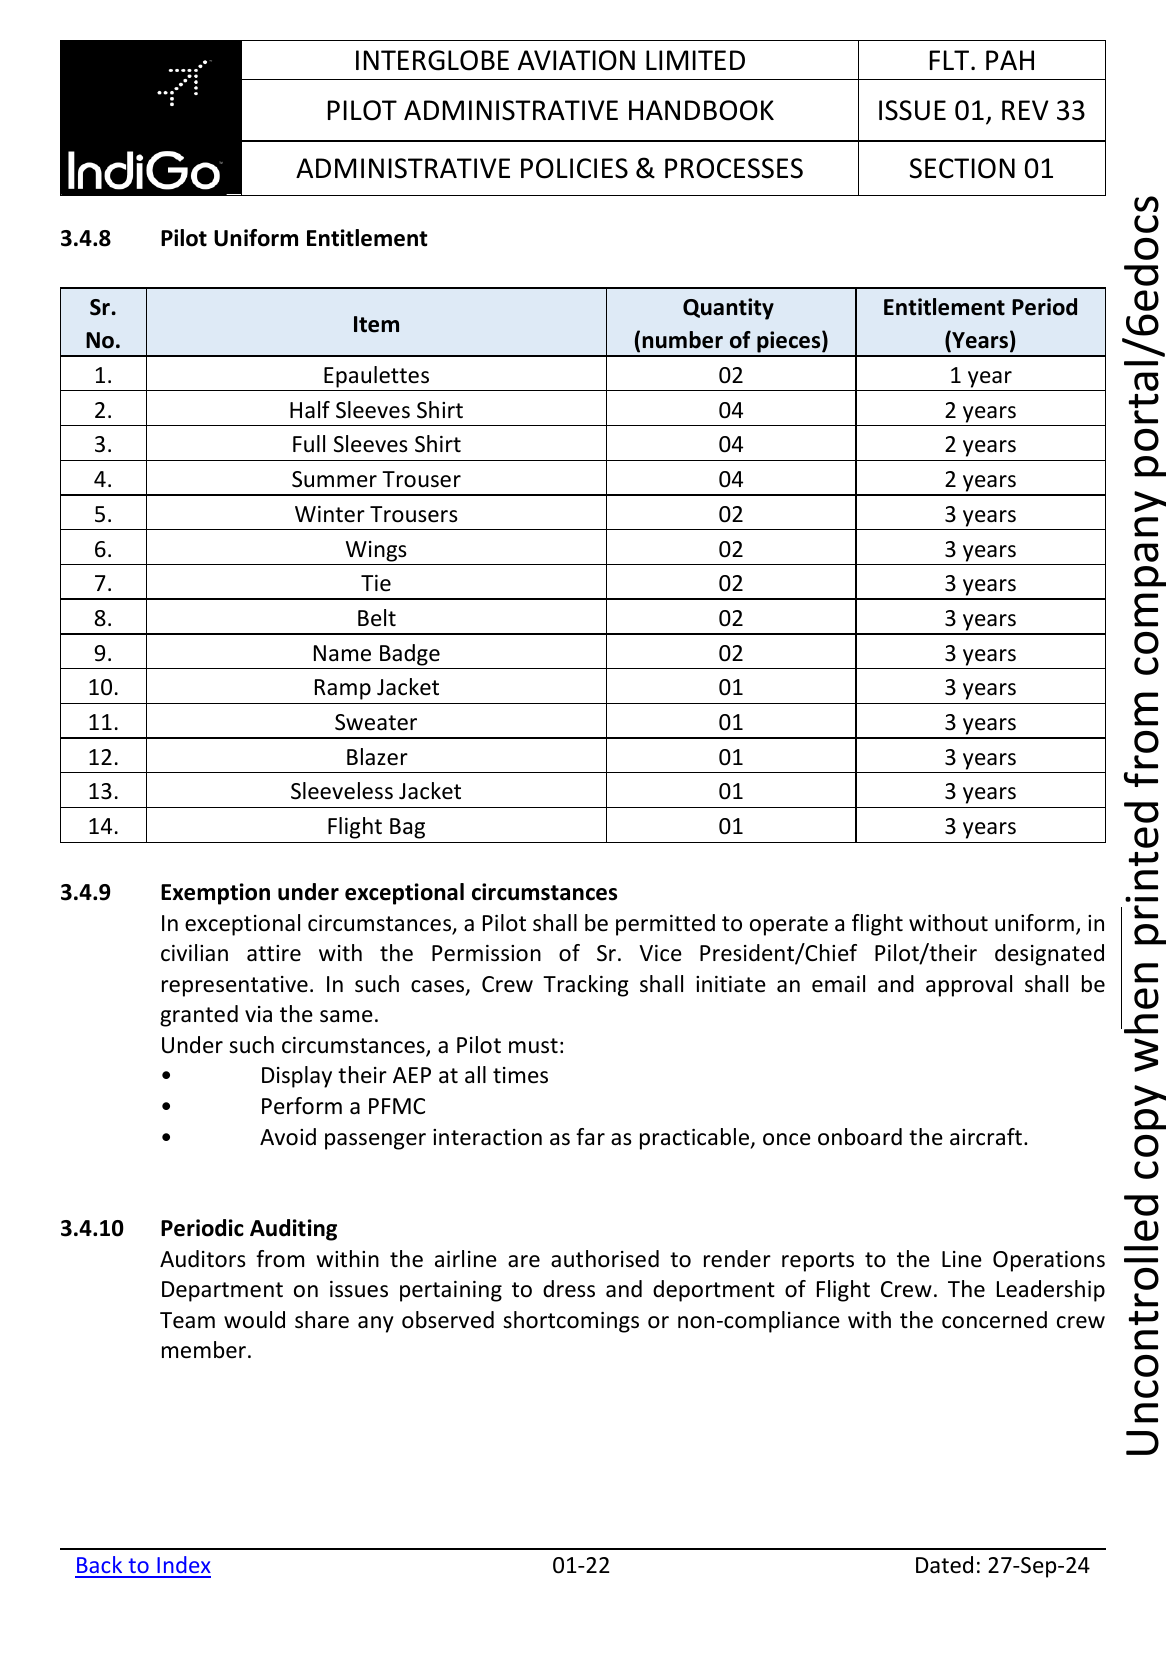 IndiGo
INTERGLOBE AVIATION LIMITED
FLT. PAH
PILOT ADMINISTRATIVE HANDBOOK
ISSUE 01, REV 33
ADMINISTRATIVE POLICIES & PROCESSES
SECTION 01
3.4.8 Pilot Uniform Entitlement
Sr. No. Item Quantity (number of pieces) Entitlement Period (Years)
1. Epaulettes 02 1 year
2. Half Sleeves Shirt 04 2 years
3. Full Sleeves Shirt 04 2 years
4. Summer Trouser 04 2 years
5. Winter Trousers 02 3 years
6. Wings 02 3 years
7. Tie 02 3 years
8. Belt 02 3 years
9. Name Badge 02 3 years
10. Ramp Jacket 01 3 years
11. Sweater 01 3 years
12. Blazer 01 3 years
13. Sleeveless Jacket 01 3 years
14. Flight Bag 01 3 years
3.4.9 Exemption under exceptional circumstances
In exceptional circumstances, a Pilot shall be permitted to operate a flight without uniform, in
civilian attire with the Permission of Sr. Vice President/Chief Pilot/their designated
representative. In such cases, Crew Tracking shall initiate an email and approval shall be
granted via the same.
Under such circumstances, a Pilot must:
• Display their AEP at all times
• Perform a PFMC
• Avoid passenger interaction as far as practicable, once onboard the aircraft.
3.4.10 Periodic Auditing
Auditors from within the airline are authorised to render reports to the Line Operations
Department on issues pertaining to dress and deportment of Flight Crew. The Leadership
Team would share any observed shortcomings or non-compliance with the concerned crew
member.
Back to Index 01-22 Dated: 27-Sep-24
Uncontrolled copy when printed from company portal/6edocs